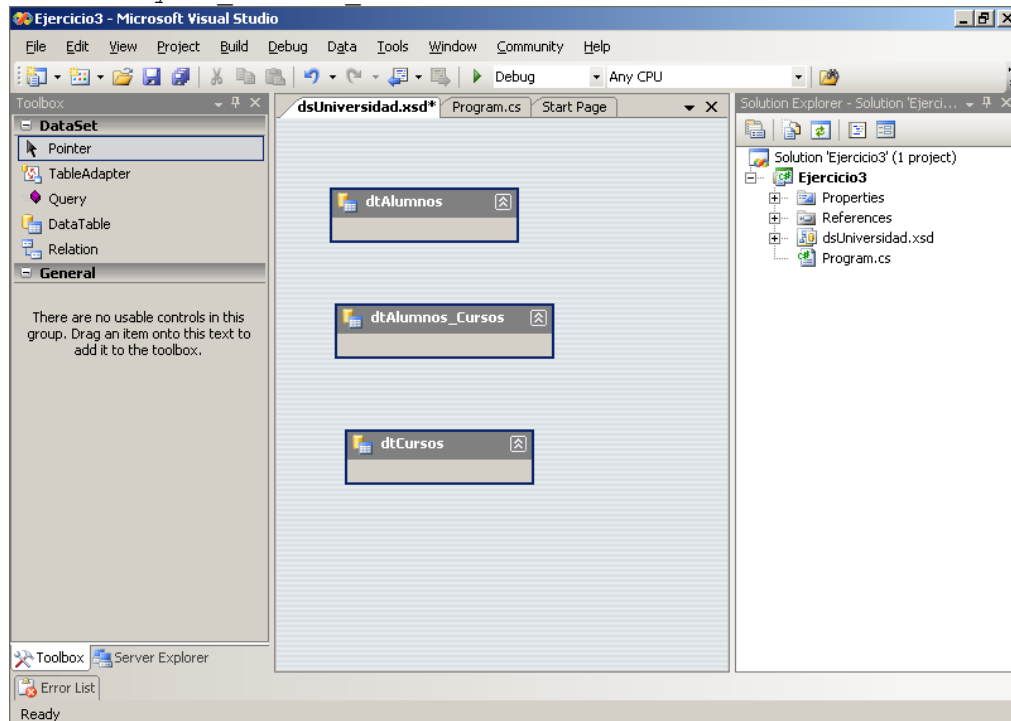 Ejercicio3 - Microsoft Visual Studio
File Edit View Project Build Debug Data Tools Window Community Help
Debug Any CPU
Toolbox
DataSet
Pointer
TableAdapter
Query
DataTable
Relation
General
There are no usable controls in this
group. Drag an item onto this text to
add it to the toolbox.
Toolbox Server Explorer
dsUniversidad.xsd* Program.cs Start Page
dtAlumnos
dtAlumnos_Cursos
dtCursos
Solution Explorer - Solution 'Ejerci...
Solution 'Ejercicio3' (1 project)
Ejercicio3
Properties
References
dsUniversidad.xsd
Program.cs
Error List
Ready